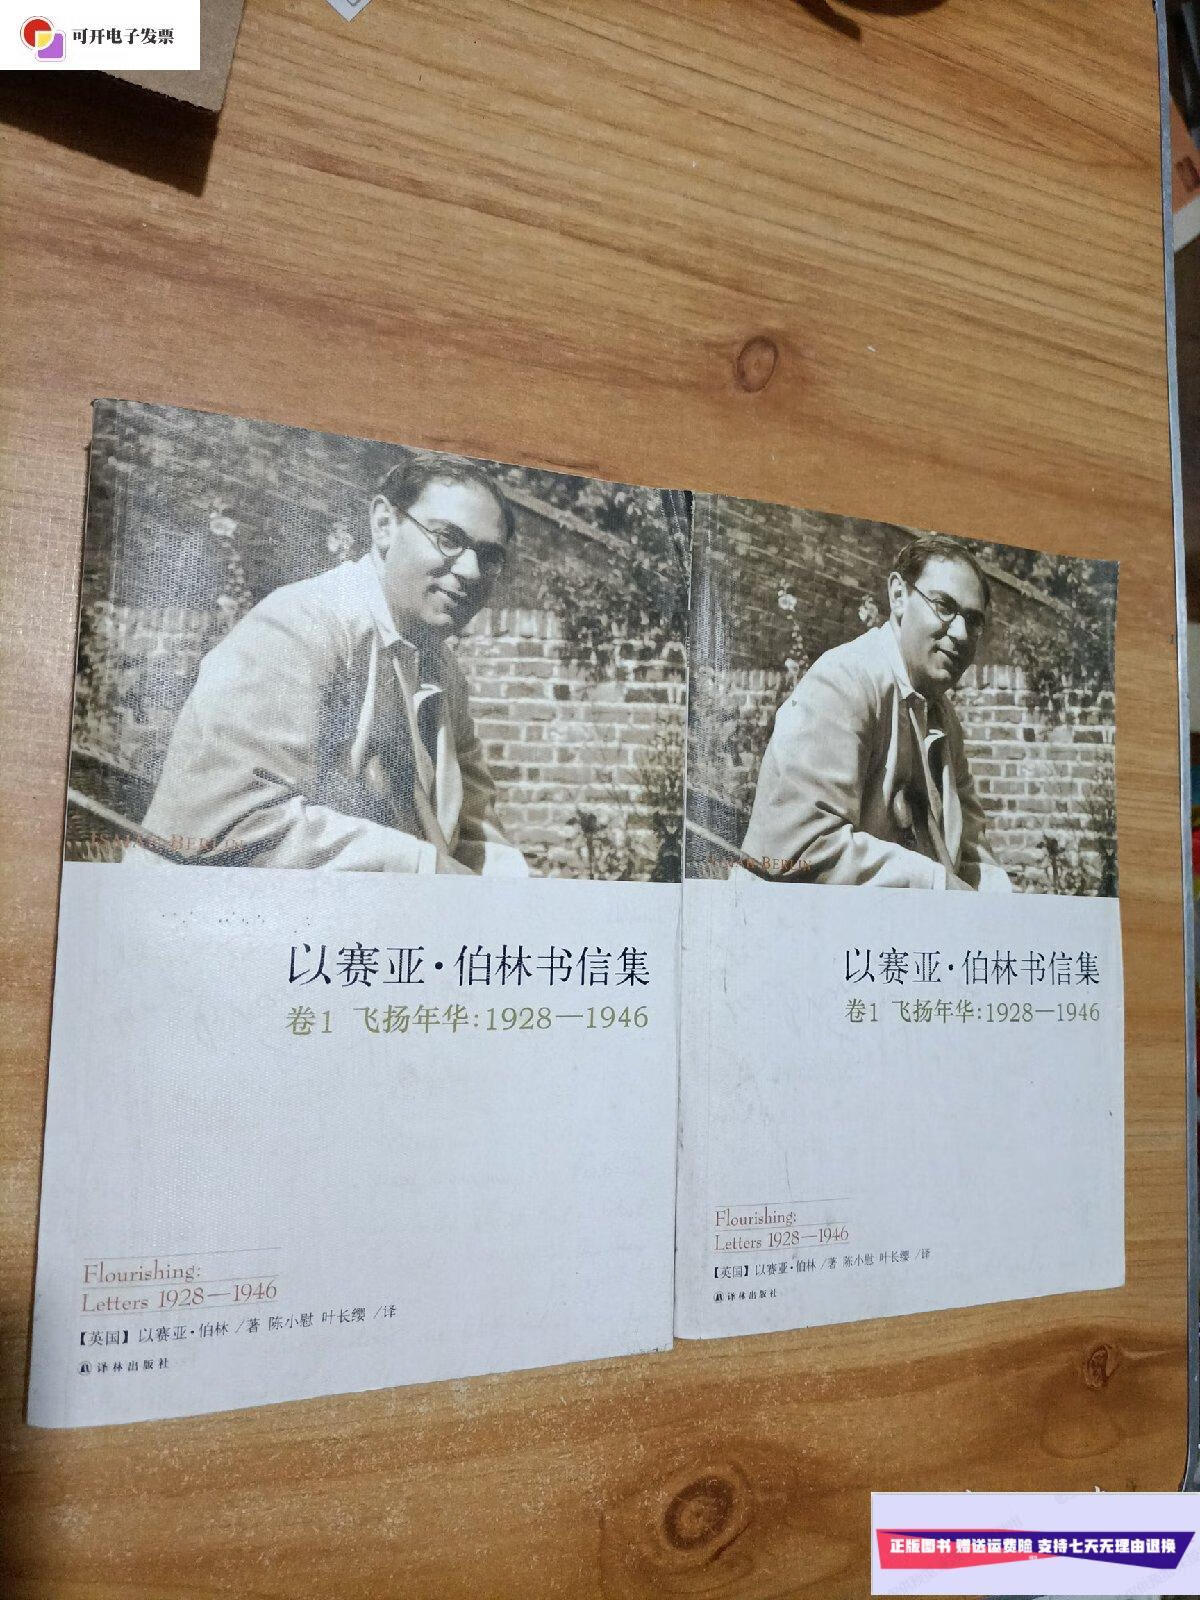 可开电子发票
ISAIAH BERLIN
以赛亚·伯林书信集
卷1 飞扬年华:1928—1946
Flourishing:
Letters 1928—1946
【英国】以赛亚·伯林 /著 陈小慰 叶长缨 /译
译林出版社
ISAIAH BERLIN
以赛亚·伯林书信集
卷1 飞扬年华:1928—1946
Flourishing:
Letters 1928—1946
【英国】以赛亚·伯林 /著 陈小慰 叶长缨 /译
译林出版社
正版图书 赠送运费险 支持七天无理由退换